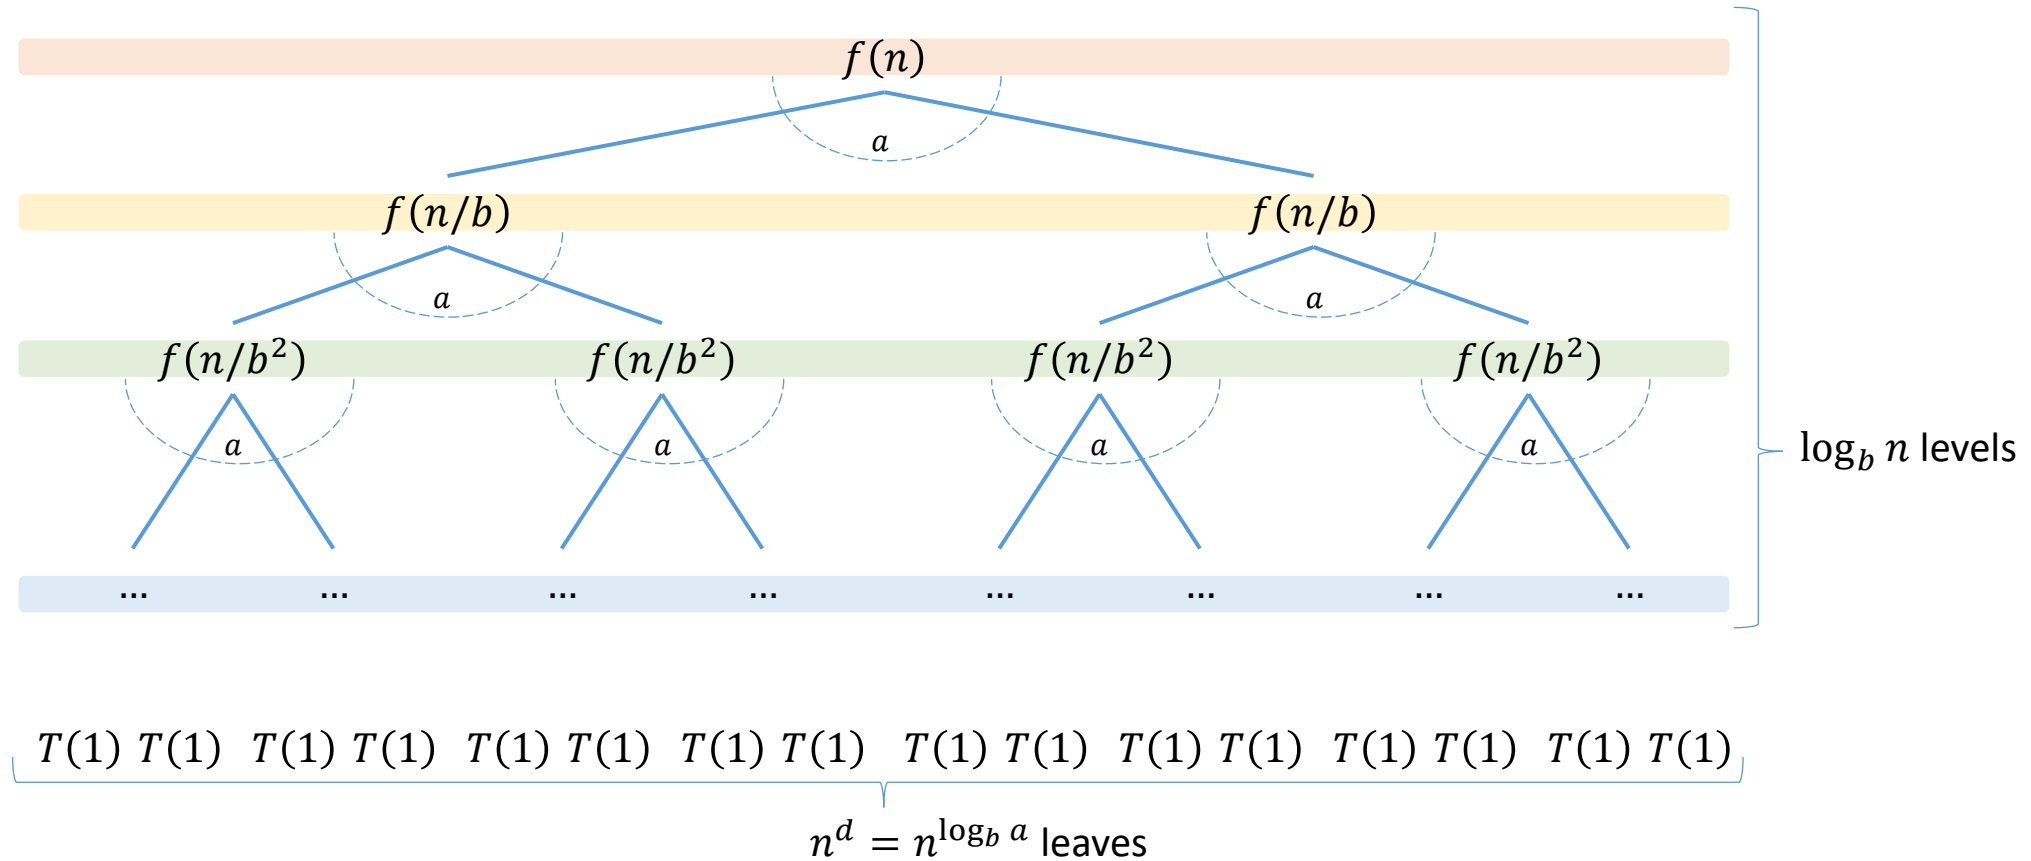 f(n)
a
f(n/b) f(n/b)
a a
f(n/b²) f(n/b²) f(n/b²) f(n/b²)
a a a a
log_b n levels
... ... ... ... ... ... ... ...
T(1) T(1) T(1) T(1) T(1) T(1) T(1) T(1) T(1) T(1) T(1) T(1) T(1) T(1) T(1) T(1)
n^d = n^{log_b a} leaves